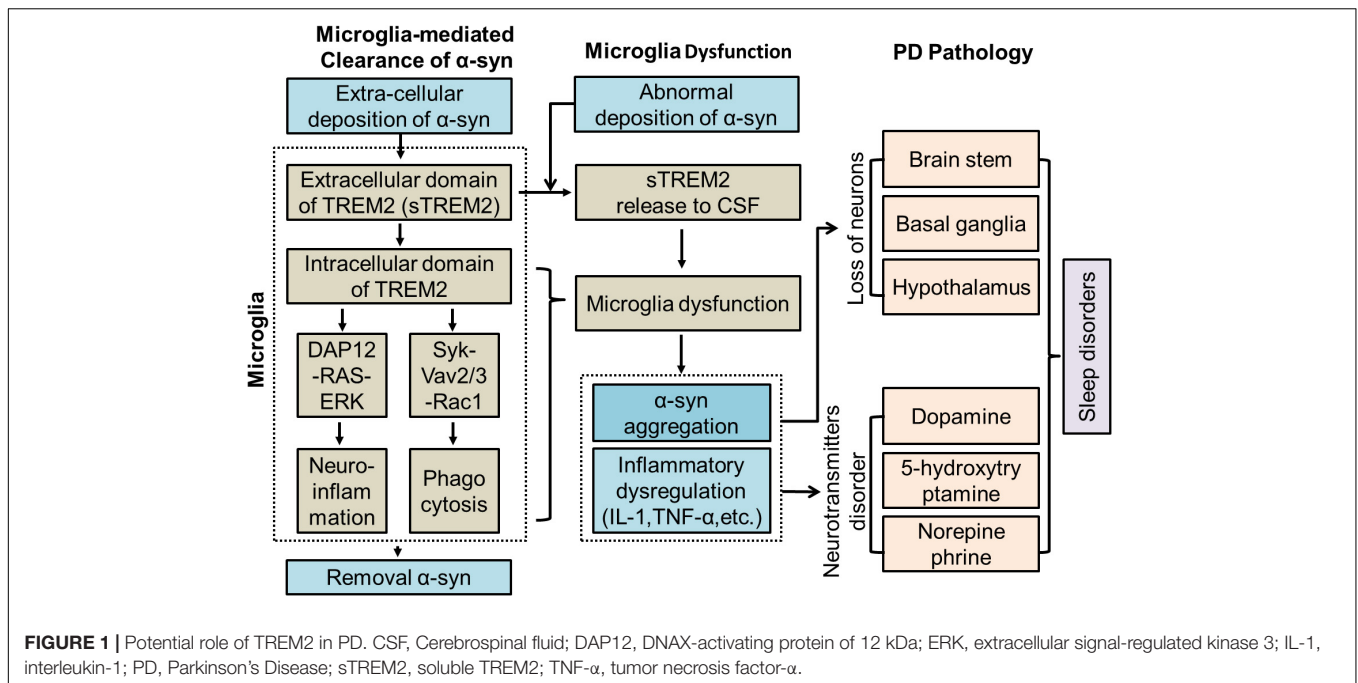 Microglia-mediated
Clearance of α-syn
Extra-cellular
deposition of α-syn
Microglia
Extracellular domain
of TREM2 (sTREM2)
Intracellular domain
of TREM2
DAP12
-RAS-
ERK
Syk-
Vav2/3
-Rac1
Neuro-
inflam
mation
Phago
cytosis
Removal α-syn
Microglia Dysfunction
Abnormal
deposition of α-syn
sTREM2
release to CSF
Microglia dysfunction
α-syn
aggregation
Inflammatory
dysregulation
(IL-1,TNF-α,etc.)
PD Pathology
Loss of neurons
Brain stem
Basal ganglia
Hypothalamus
Neurotransmitters
disorder
Dopamine
5-hydroxytry
ptamine
Norepine
phrine
Sleep disorders
FIGURE 1 | Potential role of TREM2 in PD. CSF, Cerebrospinal fluid; DAP12, DNAX-activating protein of 12 kDa; ERK, extracellular signal-regulated kinase 3; IL-1,
interleukin-1; PD, Parkinson's Disease; sTREM2, soluble TREM2; TNF-α, tumor necrosis factor-α.